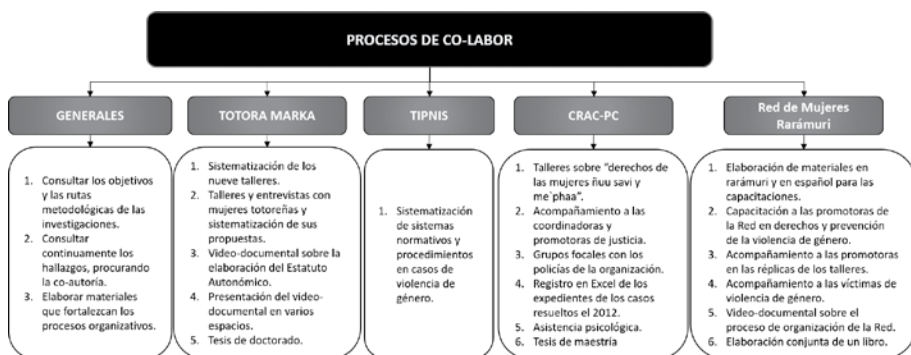 PROCESOS DE CO-LABOR
GENERALES
1. Consultar los objetivos
y las rutas
metodológicas de las
investigaciones.
2. Consultar
continuamente los
hallazgos, procurando
la co-autoría.
3. Elaborar materiales
que fortalezcan los
procesos organizativos.
TOTORA MARKA
1. Sistematización de los
nueve talleres.
2. Talleres y entrevistas con
mujeres totoreñas y
sistematización de sus
propuestas.
3. Video-documental sobre la
elaboración del Estatuto
Autonómico.
4. Presentación del video-
documental en varios
espacios.
5. Tesis de doctorado.
TIPNIS
1. Sistematización
de sistemas
normativos y
procedimientos
en casos de
violencia de
género.
CRAC-PC
1. Talleres sobre "derechos de
las mujeres ñuu savi y
me`phaa".
2. Acompañamiento a las
coordinadoras y
promotoras de justicia.
3. Grupos focales con los
policías de la organización.
4. Registro en Excel de los
expedientes de los casos
resueltos el 2012.
5. Asistencia psicológica.
6. Tesis de maestría
Red de Mujeres
Rarámuri
1. Elaboración de materiales en
rarámuri y en español para las
capacitaciones.
2. Capacitación a las promotoras de
la Red en derechos y prevención
de la violencia de género.
3. Acompañamiento a las promotoras
en las réplicas de los talleres.
4. Acompañamiento a las víctimas de
violencia de género.
5. Video-documental sobre el
proceso de organización de la Red.
6. Elaboración conjunta de un libro.